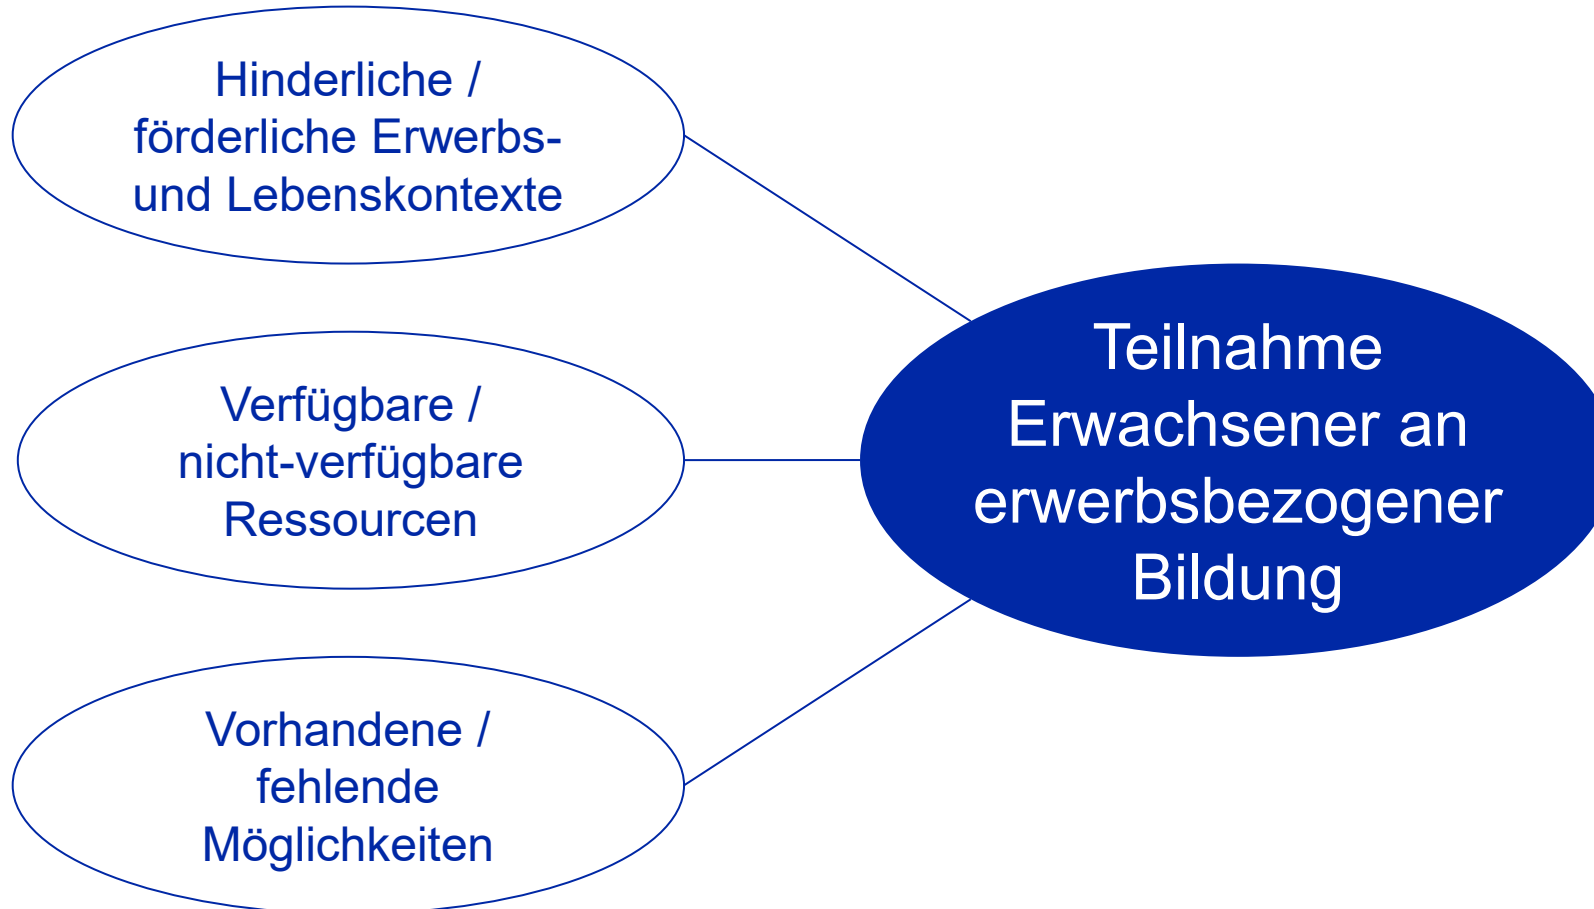 Hinderliche /
förderliche Erwerbs-
und Lebenskontexte
Verfügbare /
nicht-verfügbare
Ressourcen
Vorhandene /
fehlende
Möglichkeiten
Teilnahme
Erwachsener an
erwerbsbezogener
Bildung